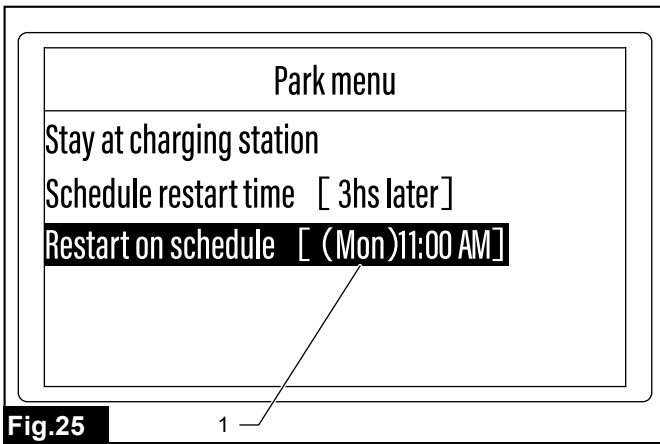 Park menu
Stay at charging station
Schedule restart time [ 3hs later]
Restart on schedule [ (Mon)11:00 AM]
Fig.25
1